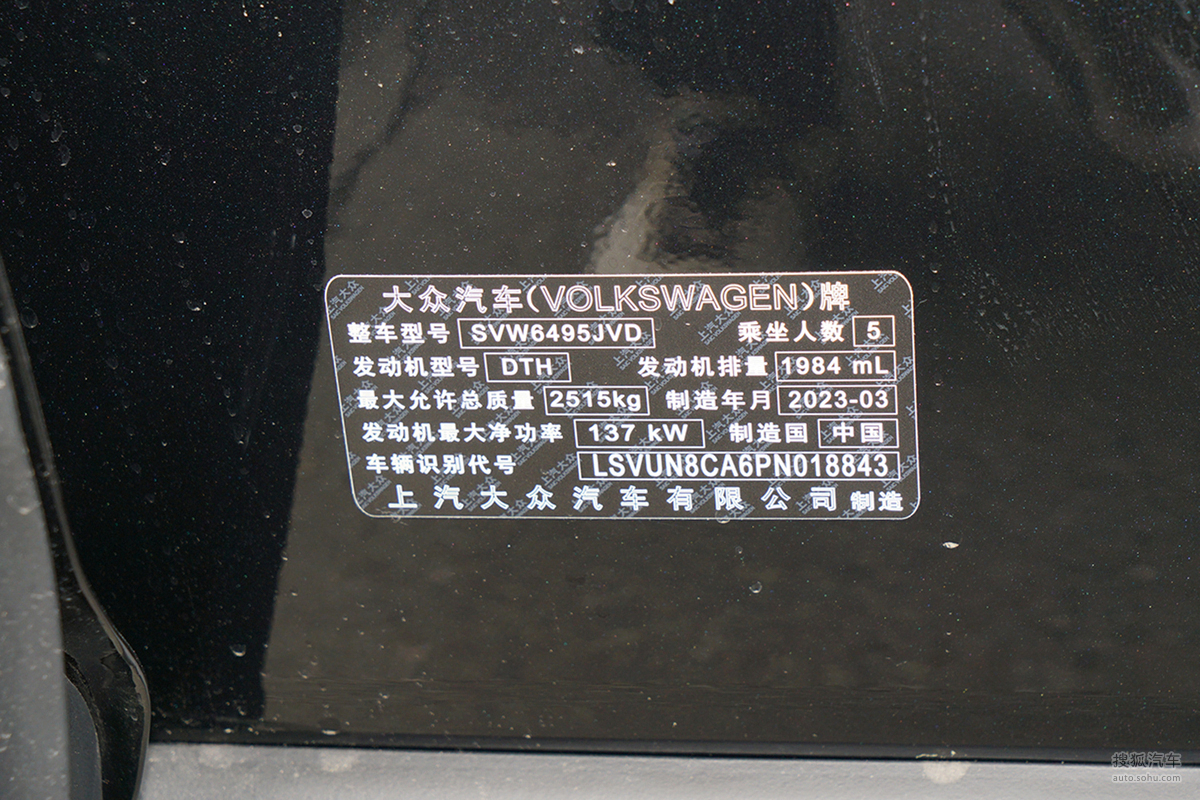 大众汽车(VOLKSWAGEN)牌
整车型号 SVW6495JVD 乘坐人数 5
发动机型号 DTH 发动机排量 1984 mL
最大允许总质量 2515kg 制造年月 2023-03
发动机最大净功率 137 kW 制造国 中国
车辆识别代号 LSVUN8CA6PN018843
上汽大众汽车有限公司 制造
搜狐汽车
auto.sohu.com